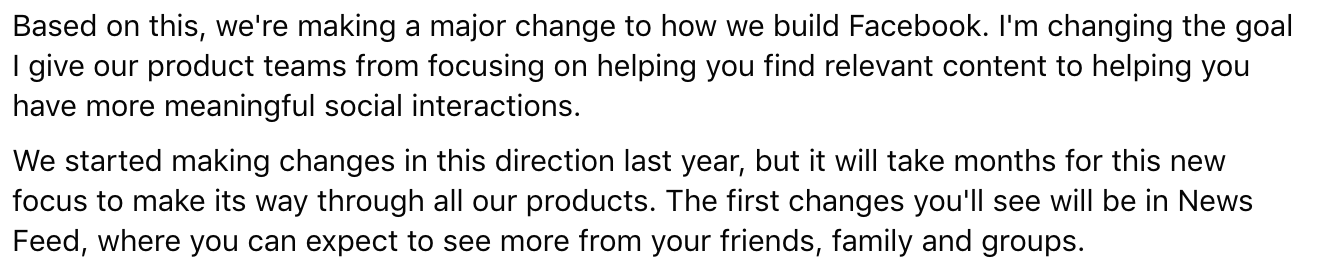 Based on this, we're making a major change to how we build Facebook. I'm changing the goal
I give our product teams from focusing on helping you find relevant content to helping you
have more meaningful social interactions.
We started making changes in this direction last year, but it will take months for this new
focus to make its way through all our products. The first changes you'll see will be in News
Feed, where you can expect to see more from your friends, family and groups.